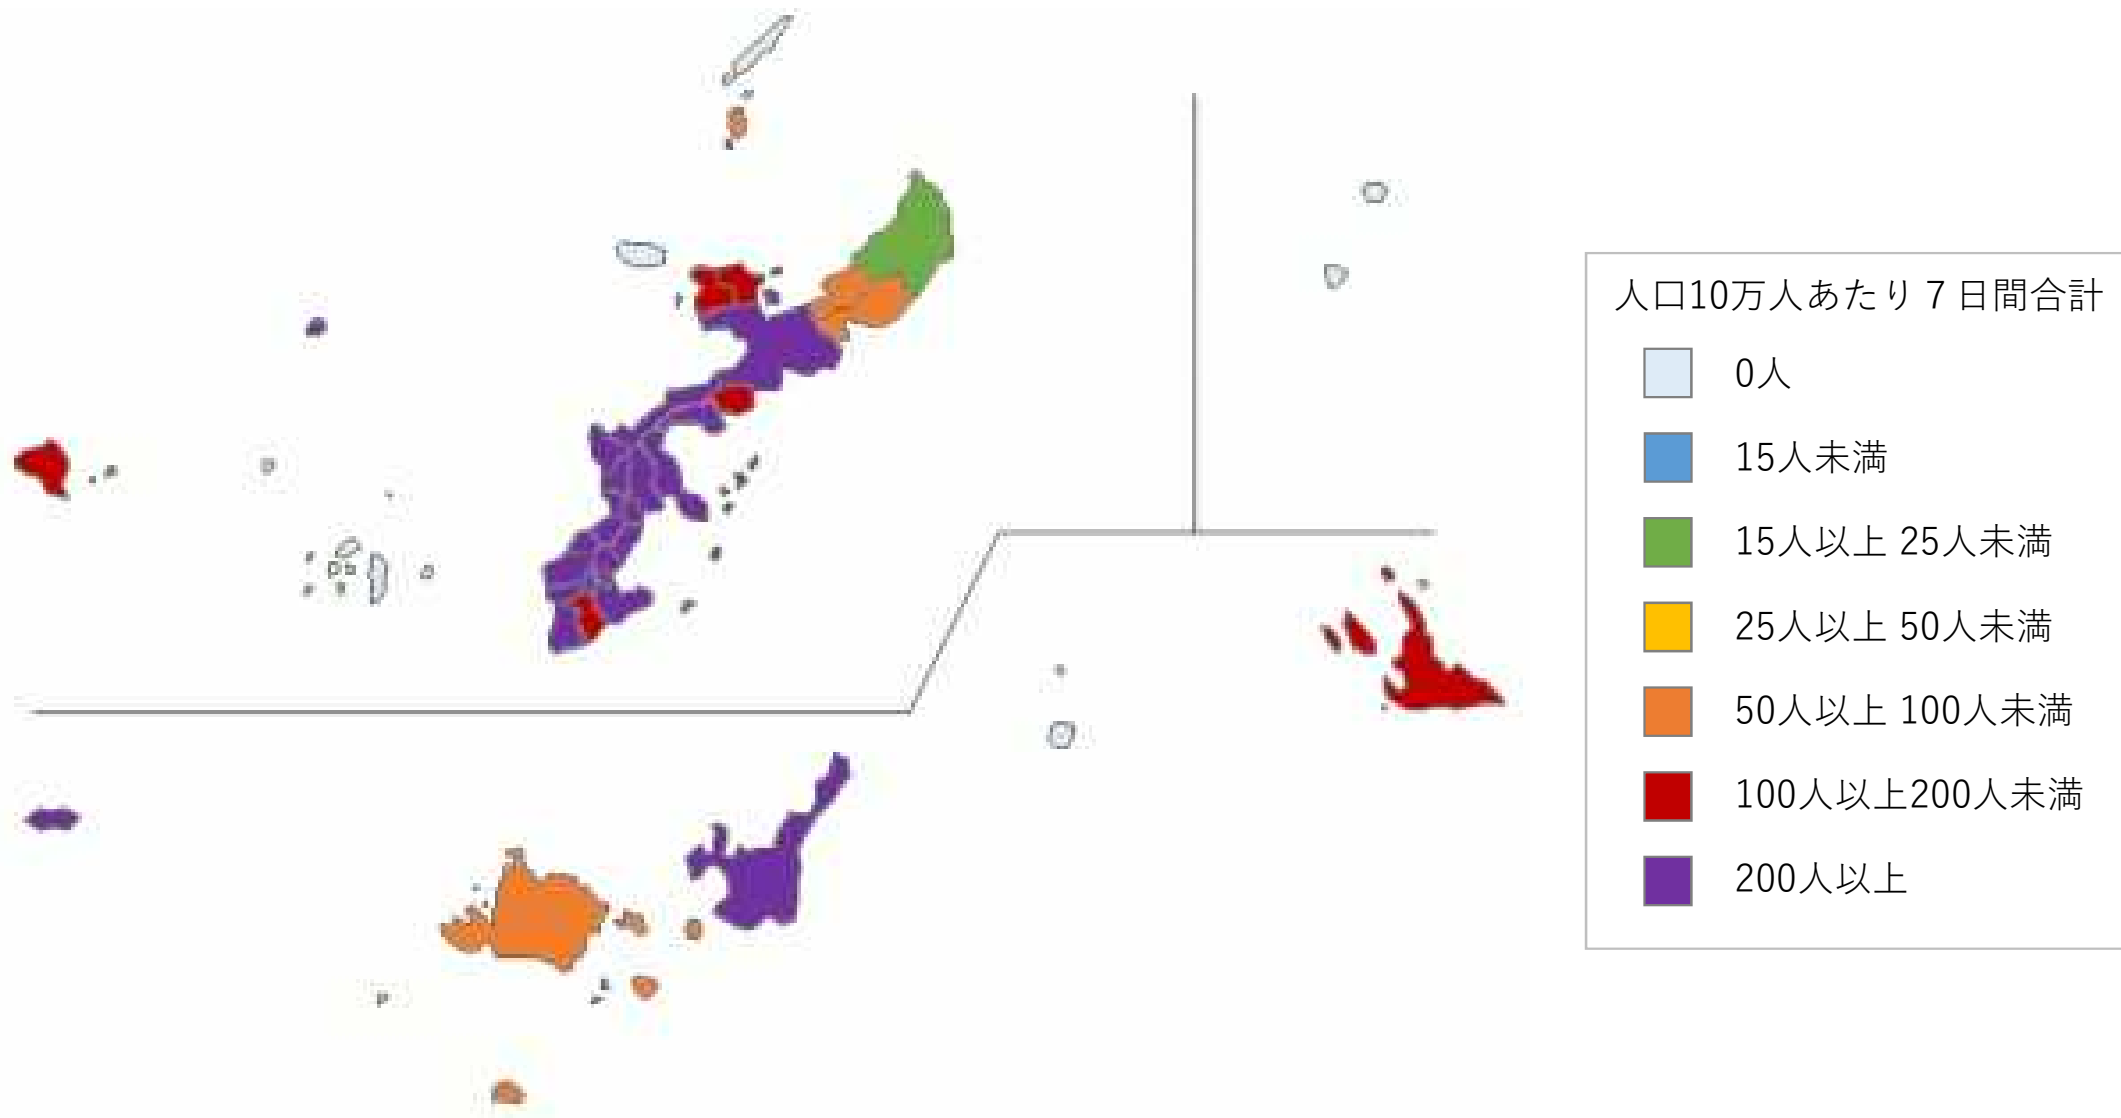 人口10万人あたり７日間合計
0人
15人未満
15人以上 25人未満
25人以上 50人未満
50人以上 100人未満
100人以上200人未満
200人以上